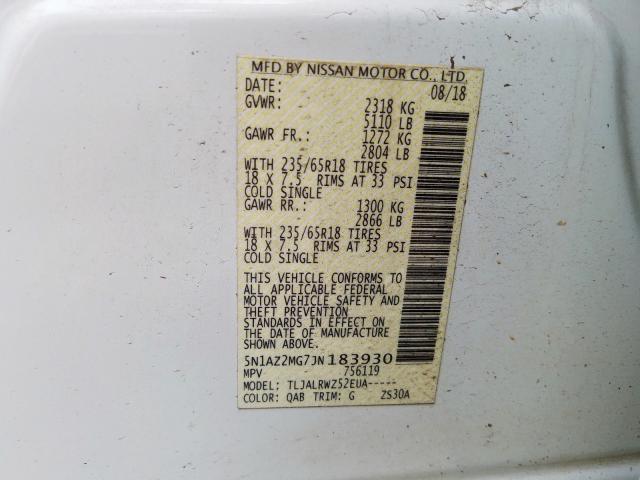 MFD BY NISSAN MOTOR CO., LTD.
DATE: 08/18
GVWR: 2318 KG
5110 LB
GAWR FR.: 1272 KG
2804 LB
WITH 235/65R18 TIRES
18 X 7.5 RIMS AT 33 PSI
COLD SINGLE
GAWR RR.: 1300 KG
2866 LB
WITH 235/65R18 TIRES
18 X 7.5 RIMS AT 33 PSI
COLD SINGLE
THIS VEHICLE CONFORMS TO
ALL APPLICABLE FEDERAL
MOTOR VEHICLE SAFETY AND
THEFT PREVENTION
STANDARDS IN EFFECT ON
THE DATE OF MANUFACTURE
SHOWN ABOVE.
5N1AZ2MG7JN183930
MPV 756119
MODEL: TLJALRWZ52EUA-----
COLOR: QAB TRIM: G ZS30A